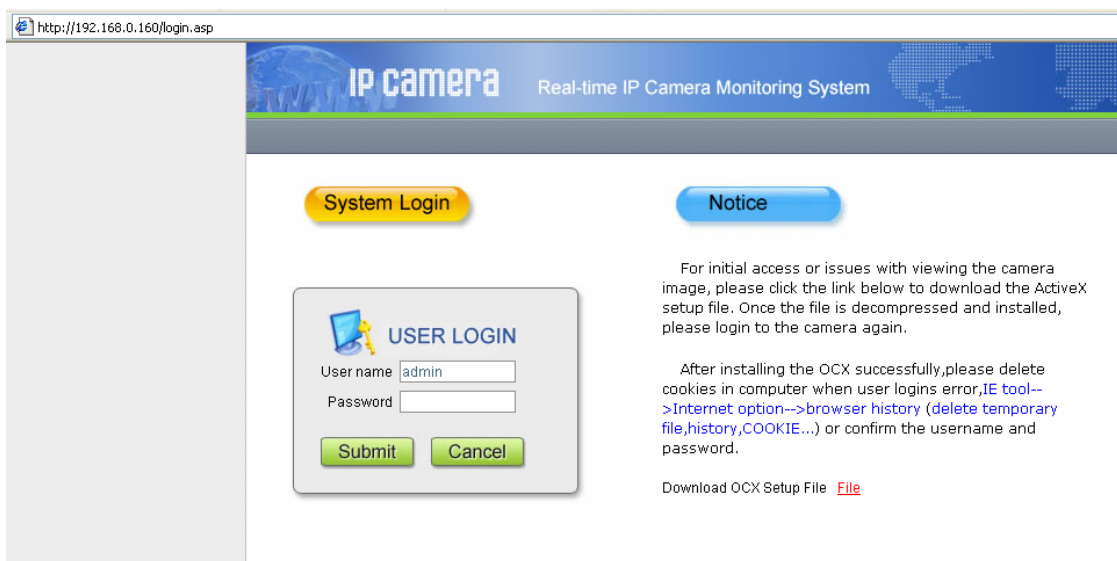 http://192.168.0.160/login.asp
IP camera
Real-time IP Camera Monitoring System
System Login
USER LOGIN
User name admin
Password
Submit Cancel
Notice
For initial access or issues with viewing the camera
image, please click the link below to download the ActiveX
setup file. Once the file is decompressed and installed,
please login to the camera again.
After installing the OCX successfully,please delete
cookies in computer when user logins error,IE tool--
>Internet option-->browser history (delete temporary
file,history,COOKIE...) or confirm the username and
password.
Download OCX Setup File File